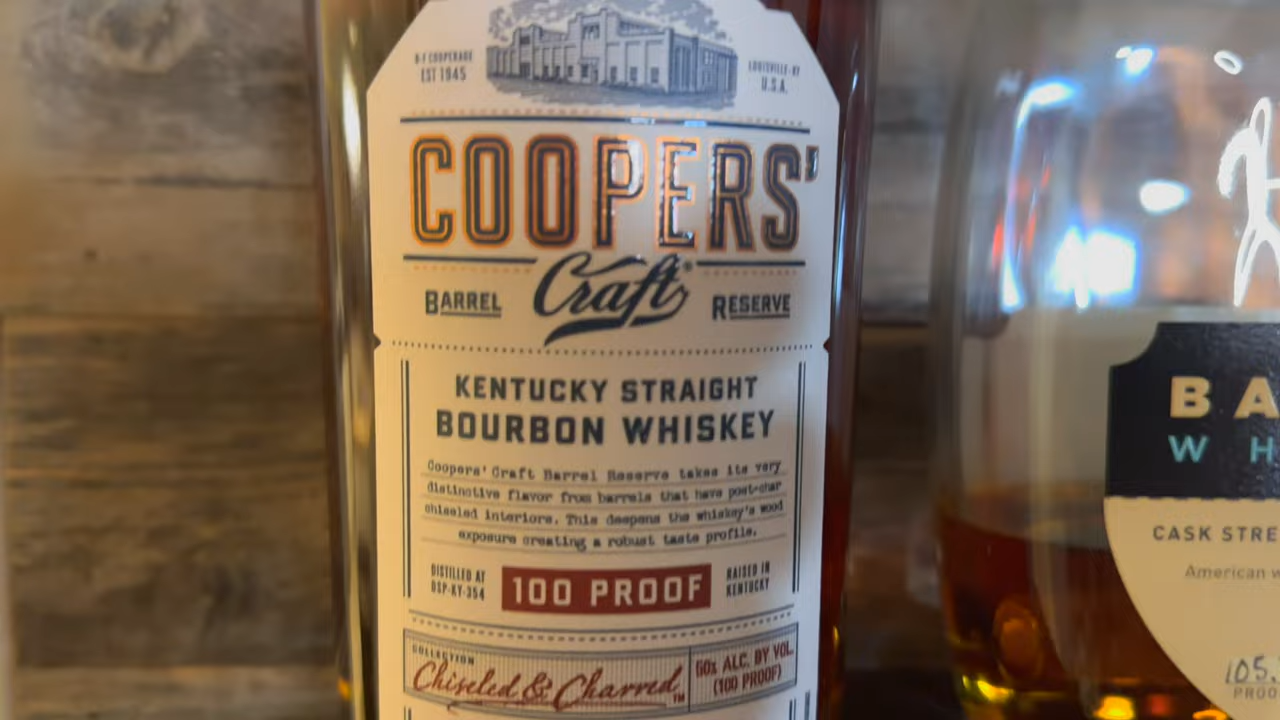 B-F COOPERAGE
EST 1945
LOUISVILLE-KY
U.S.A.
COOPERS'
Craft®
BARREL
RESERVE
KENTUCKY STRAIGHT
BOURBON WHISKEY
Coopers' Craft Barrel Reserve takes its very
distinctive flavor from barrels that have post-char
chiseled interiors. This deepens the whiskey's wood
exposure creating a robust taste profile.
DISTILLED AT
DSP-KY-354
100 PROOF
RAISED IN
KENTUCKY
COLLECTION
Chiseled & Charred™
50% ALC. BY VOL.
(100 PROOF)
BA
W H
CASK STRE
American w
105.
PROO